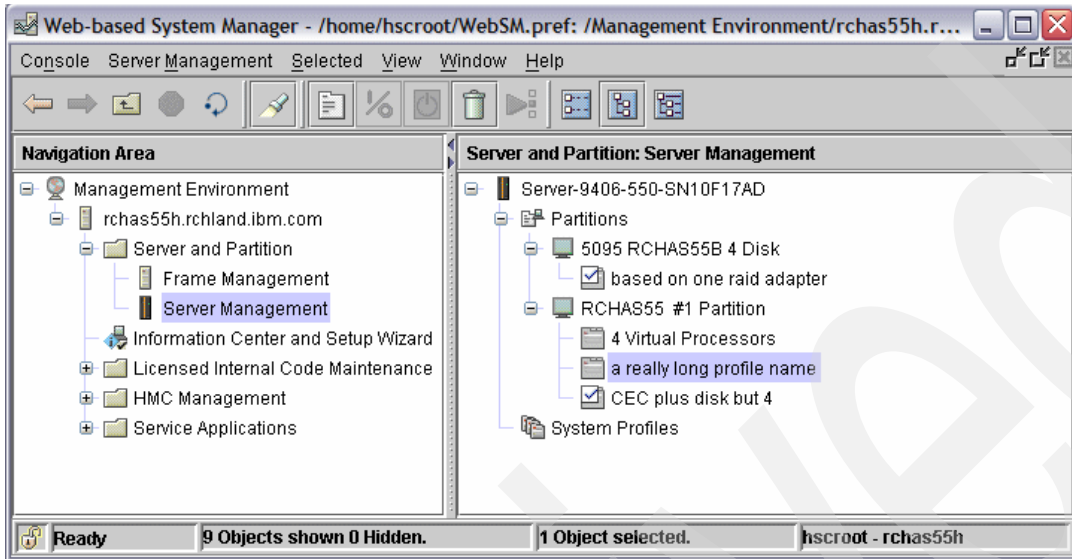 Web-based System Manager - /home/hscroot/WebSM.pref: /Management Environment/rchas55h.r...
Console Server Management Selected View Window Help
Navigation Area
Management Environment
rchas55h.rchland.ibm.com
Server and Partition
Frame Management
Server Management
Information Center and Setup Wizard
Licensed Internal Code Maintenance
HMC Management
Service Applications
Server and Partition: Server Management
Server-9406-550-SN10F17AD
Partitions
5095 RCHAS55B 4 Disk
based on one raid adapter
RCHAS55 #1 Partition
4 Virtual Processors
a really long profile name
CEC plus disk but 4
System Profiles
Ready
9 Objects shown 0 Hidden.
1 Object selected.
hscroot - rchas55h